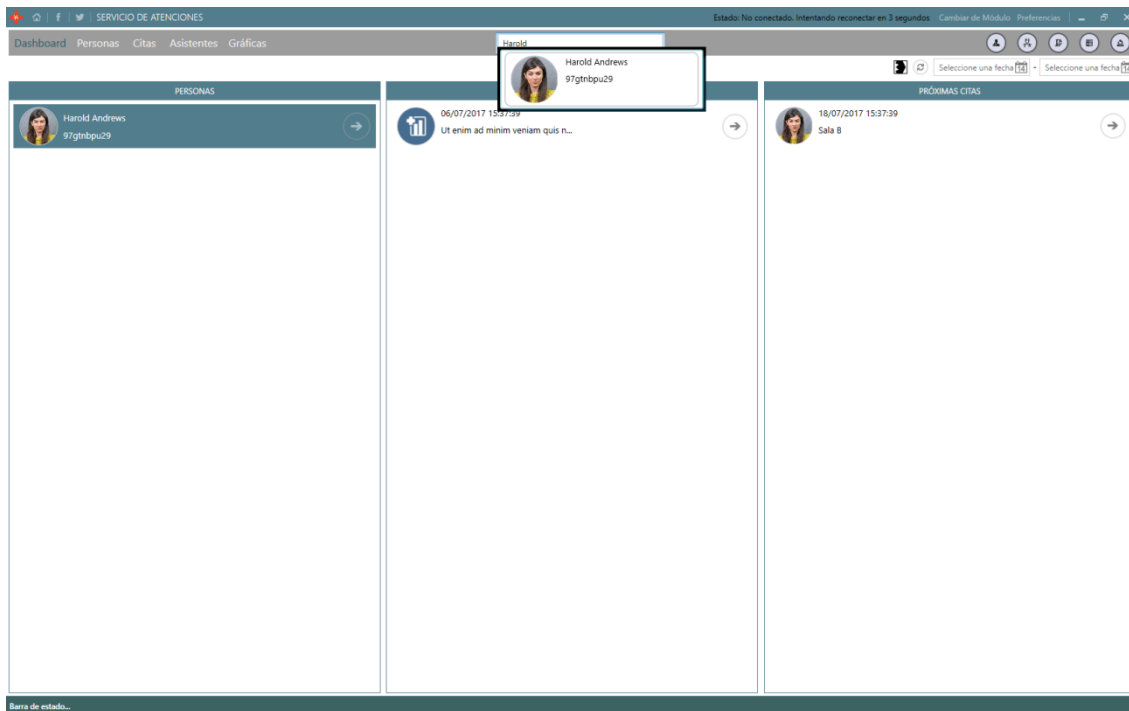 SERVICIO DE ATENCIONES
Estado: No conectado. Intentando reconectar en 3 segundos Cambiar de Módulo Preferencias
Dashboard Personas Citas Asistentes Gráficas
Harold
Harold Andrews
97gtnbpu29
Seleccione una fecha 14 - Seleccione una fecha
PERSONAS
PRÓXIMAS CITAS
Harold Andrews
97gtnbpu29
06/07/2017 15:37:39
Ut enim ad minim veniam quis n...
18/07/2017 15:37:39
Sala 8
Barra de estado...